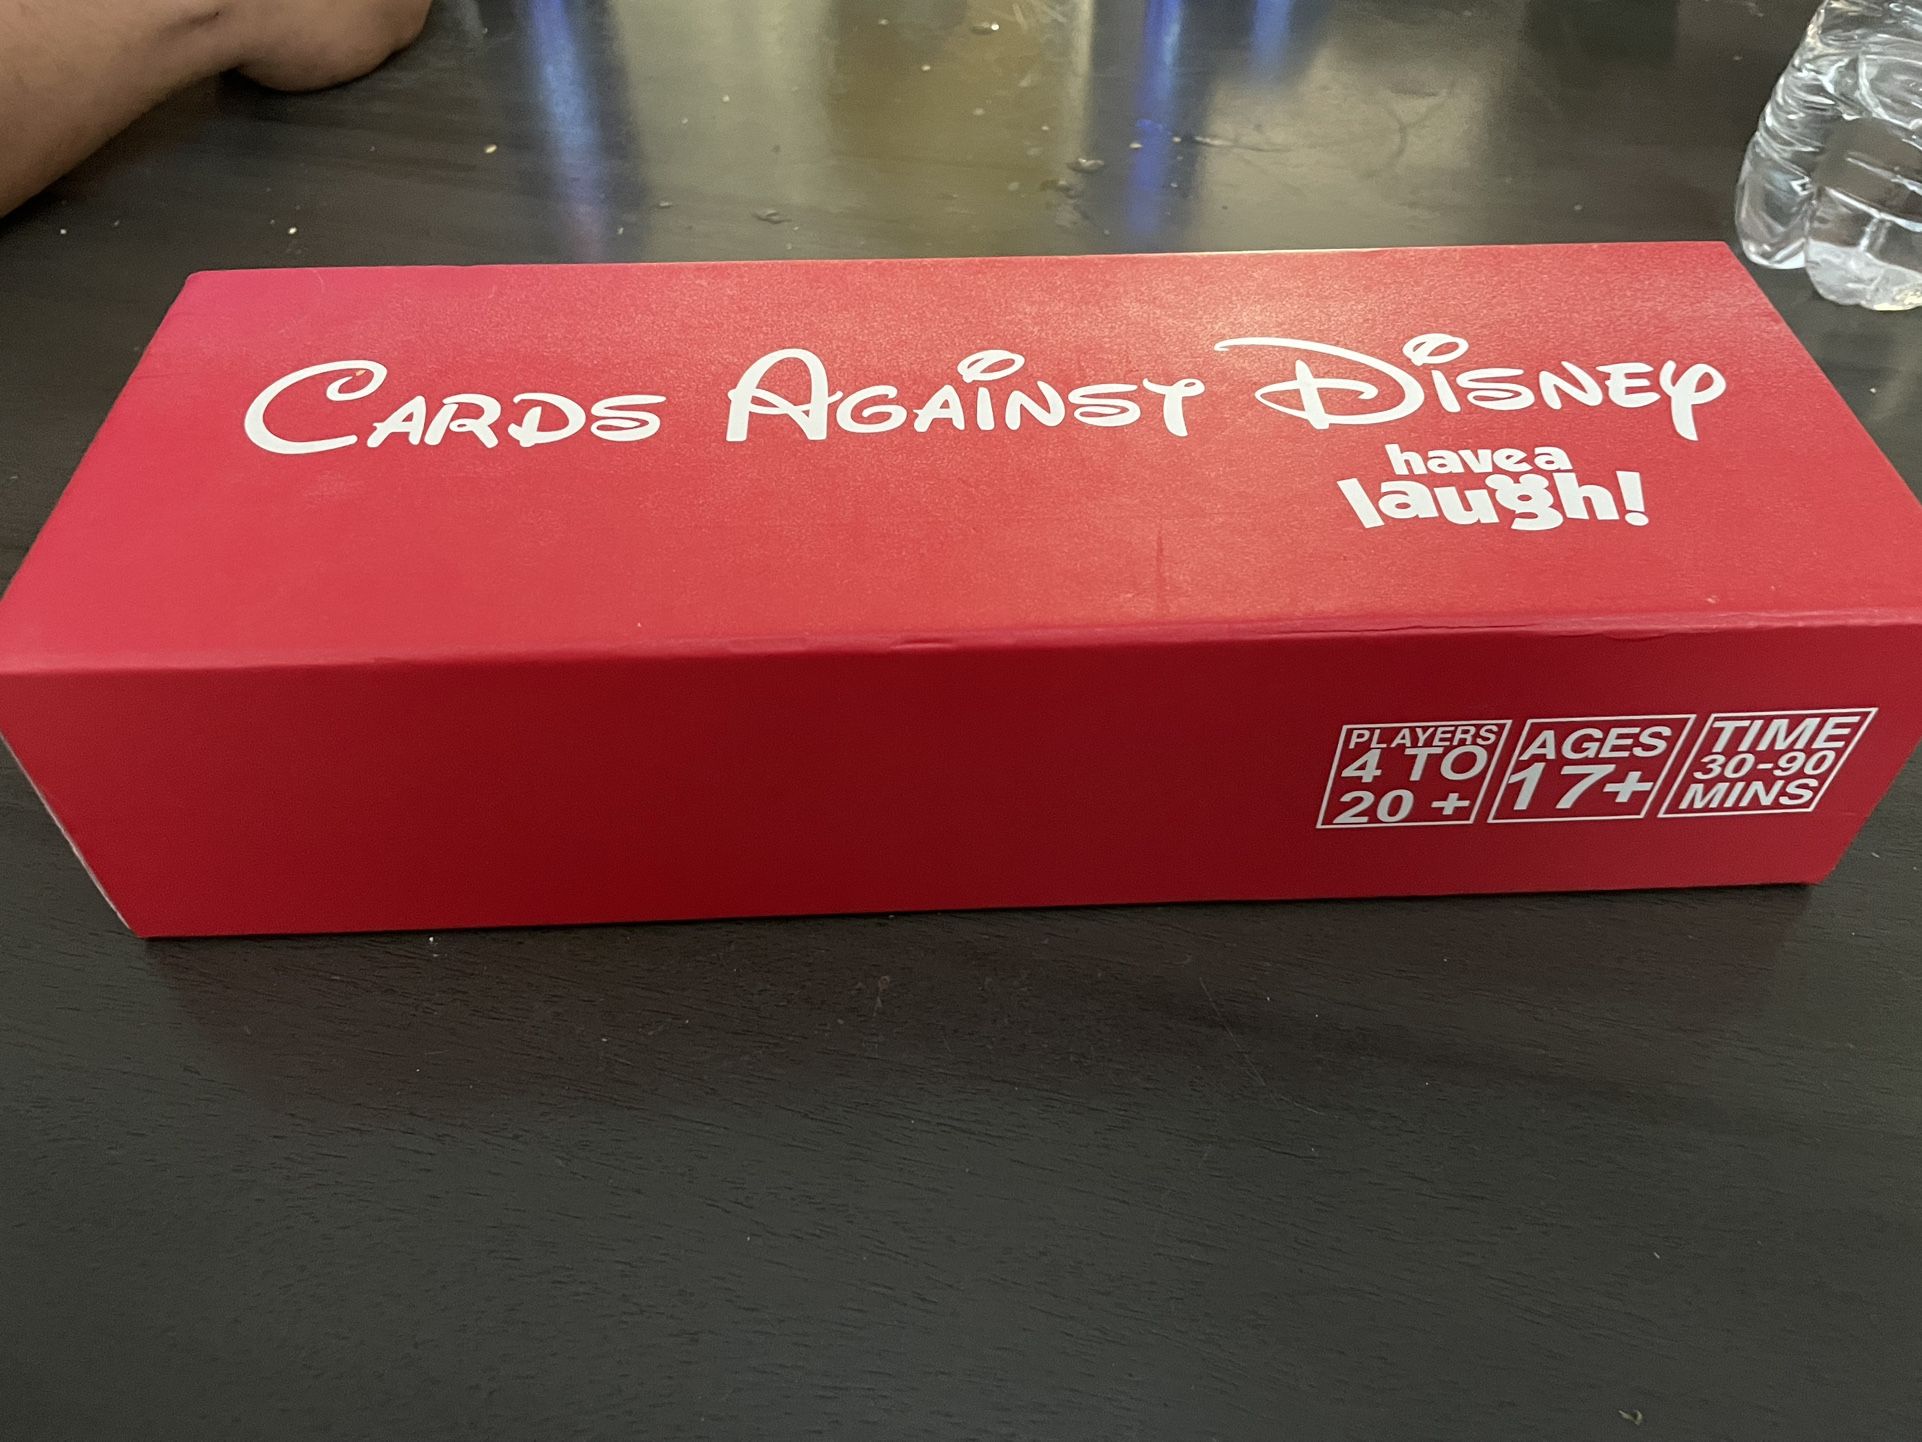 CARDS AGAINST DISNEY
have a
laugh!
PLAYERS
4 TO
20 +
AGES
17+
TIME
30-90
MINS